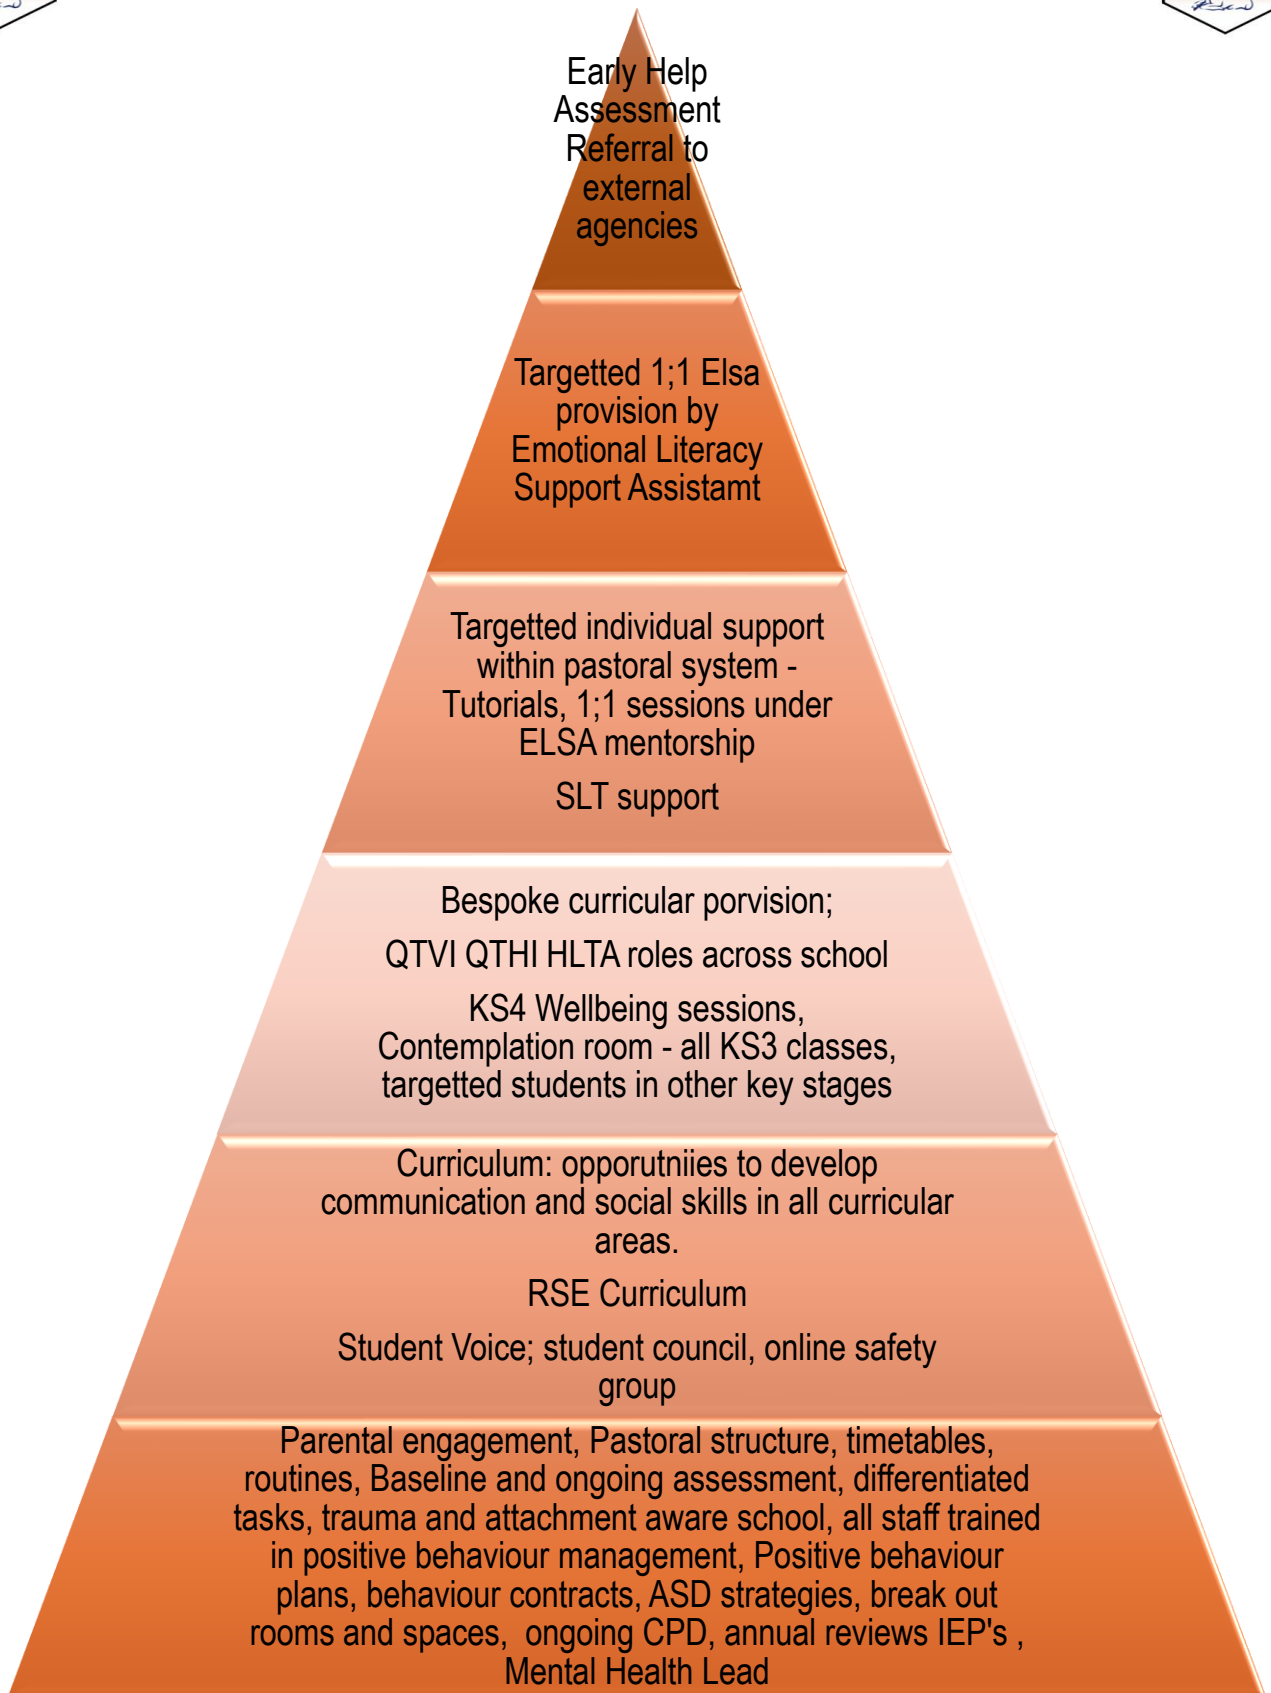 Early Help
Assessment
Referral to
external
agencies
Targetted 1;1 Elsa
provision by
Emotional Literacy
Support Assistamt
Targetted individual support
within pastoral system -
Tutorials, 1;1 sessions under
ELSA mentorship
SLT support
Bespoke curricular porvision;
QTVI QTHI HLTA roles across school
KS4 Wellbeing sessions,
Contemplation room - all KS3 classes,
targetted students in other key stages
Curriculum: opporutniies to develop
communication and social skills in all curricular
areas.
RSE Curriculum
Student Voice; student council, online safety
group
Parental engagement, Pastoral structure, timetables,
routines, Baseline and ongoing assessment, differentiated
tasks, trauma and attachment aware school, all staff trained
in positive behaviour management, Positive behaviour
plans, behaviour contracts, ASD strategies, break out
rooms and spaces,  ongoing CPD, annual reviews IEP's ,
Mental Health Lead